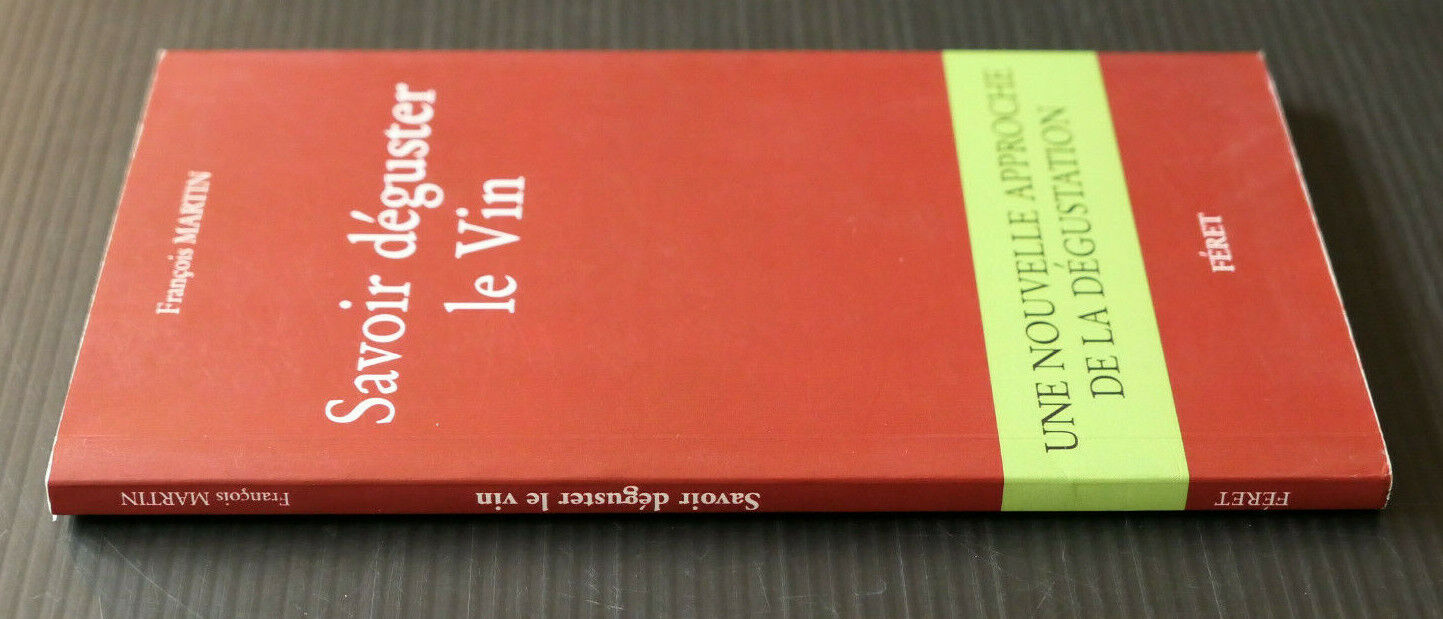 François MARTIN
Savoir déguster
le Vin
UNE NOUVELLE APPROCHE
DE LA DÉGUSTATION
FÉRET
François MARTIN
Savoir déguster le vin
FÉRET